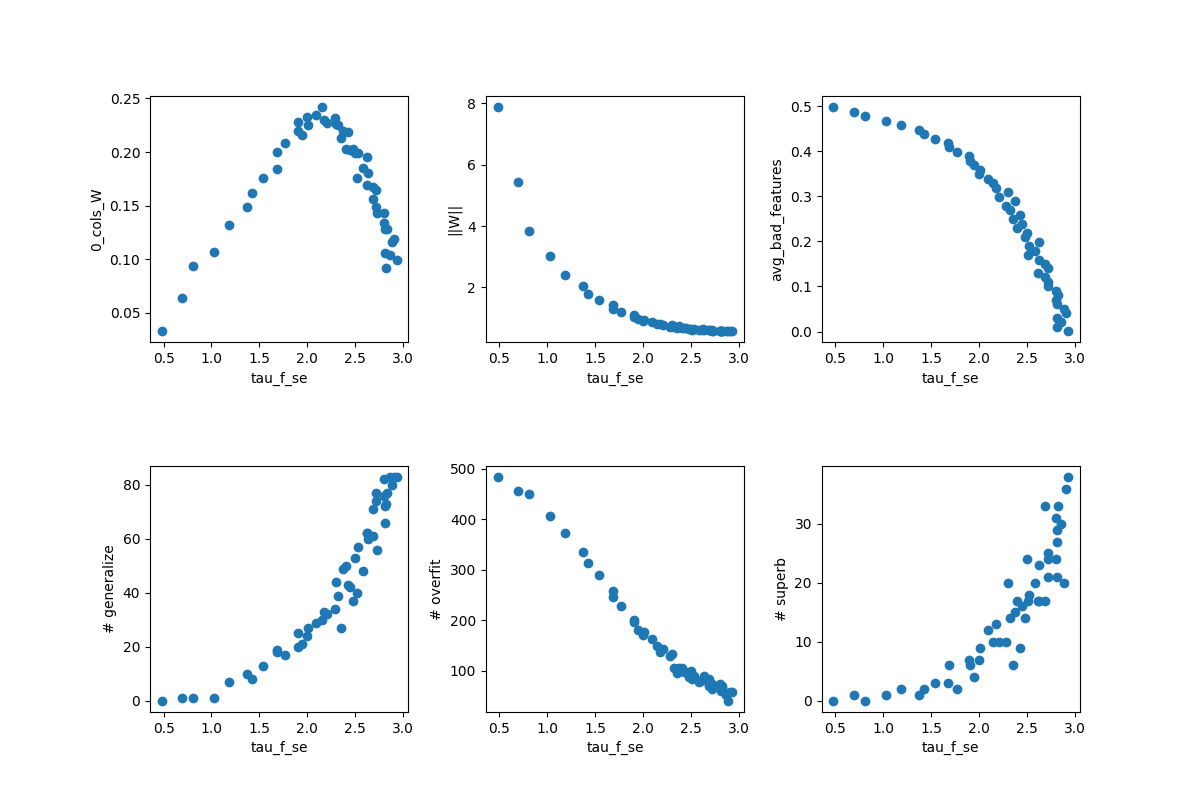 0_cols_W
0.25
0.20
0.15
0.10
0.05
0.5 1.0 1.5 2.0 2.5 3.0
tau_f_se
||W||
8
6
4
2
0.5 1.0 1.5 2.0 2.5 3.0
tau_f_se
avg_bad_features
0.5
0.4
0.3
0.2
0.1
0.0
0.5 1.0 1.5 2.0 2.5 3.0
tau_f_se
# generalize
80
60
40
20
0
0.5 1.0 1.5 2.0 2.5 3.0
tau_f_se
# overfit
500
400
300
200
100
0.5 1.0 1.5 2.0 2.5 3.0
tau_f_se
# superb
30
20
10
0
0.5 1.0 1.5 2.0 2.5 3.0
tau_f_se